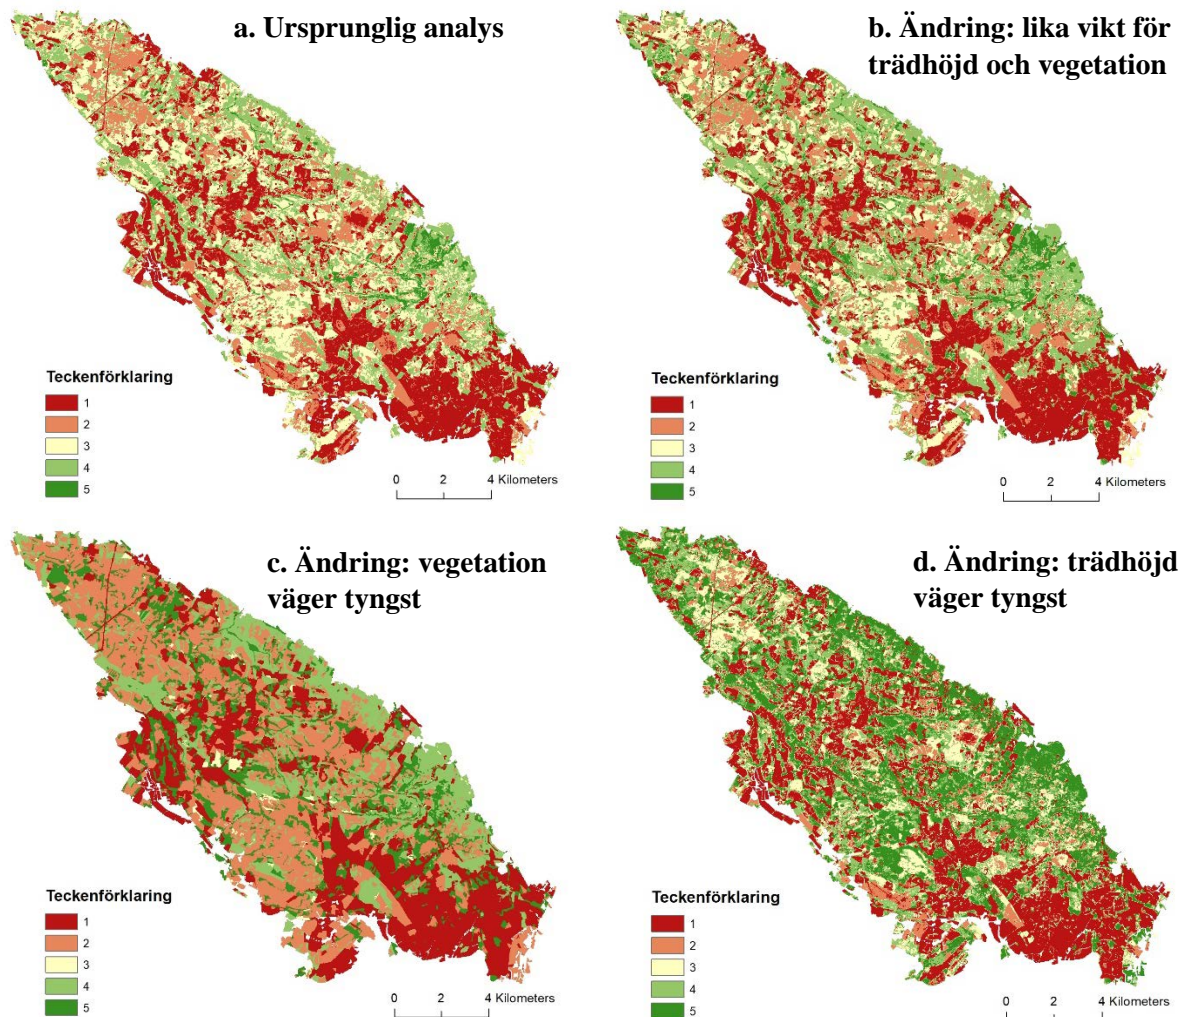 a. Ursprunglig analys
Teckenförklaring
1
2
3
4
5
0 2 4 Kilometers
b. Ändring: lika vikt för
trädhöjd och vegetation
Teckenförklaring
1
2
3
4
5
0 2 4 Kilometers
c. Ändring: vegetation
väger tyngst
Teckenförklaring
1
2
3
4
5
0 2 4 Kilometers
d. Ändring: trädhöjd
väger tyngst
Teckenförklaring
1
2
3
4
5
0 2 4 Kilometers